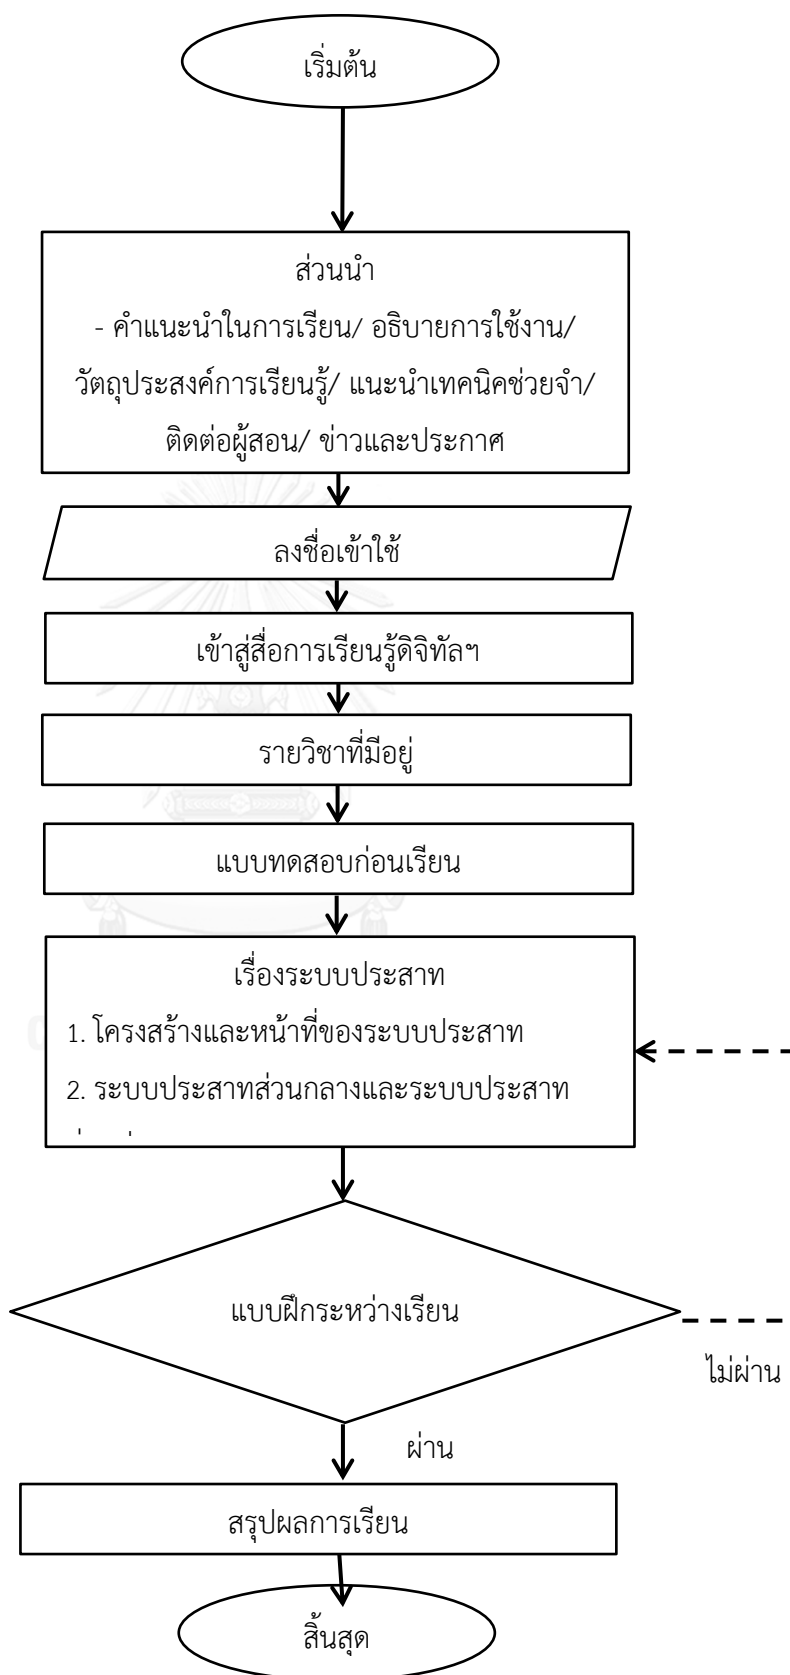 เริ่มต้น
ส่วนนำ
- คำแนะนำในการเรียน/ อธิบายการใช้งาน/
วัตถุประสงค์การเรียนรู้/ แนะนำเทคนิคช่วยจำ/
ติดต่อผู้สอน/ ข่าวและประกาศ
ลงชื่อเข้าใช้
เข้าสู่สื่อการเรียนรู้ดิจิทัลฯ
รายวิชาที่มีอยู่
แบบทดสอบก่อนเรียน
เรื่องระบบประสาท
1. โครงสร้างและหน้าที่ของระบบประสาท
2. ระบบประสาทส่วนกลางและระบบประสาท
แบบฝึกระหว่างเรียน
ไม่ผ่าน
ผ่าน
สรุปผลการเรียน
สิ้นสุด